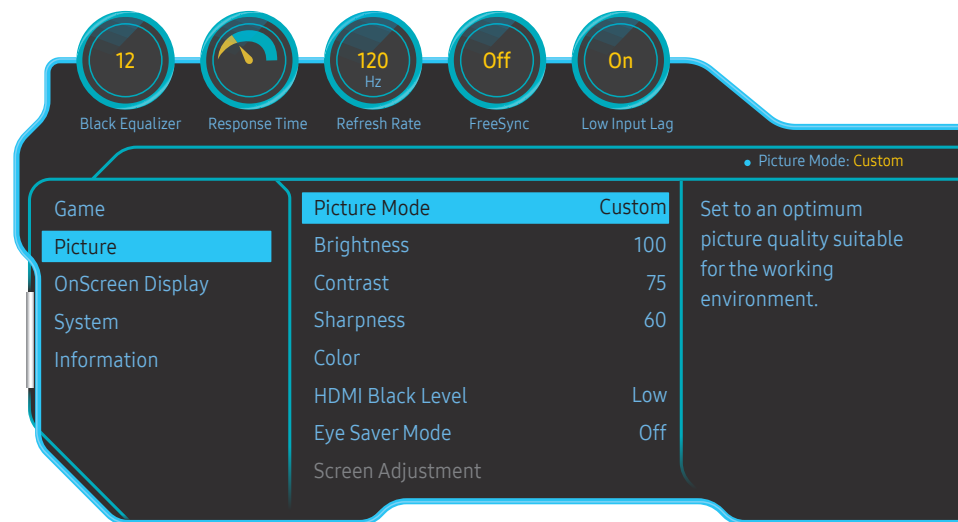 12
120
Hz
Off
On
Black Equalizer
Response Time
Refresh Rate
FreeSync
Low Input Lag
Picture Mode: Custom
Game
Picture
OnScreen Display
System
Information
Picture Mode Custom
Brightness 100
Contrast 75
Sharpness 60
Color
HDMI Black Level Low
Eye Saver Mode Off
Screen Adjustment
Set to an optimum
picture quality suitable
for the working
environment.